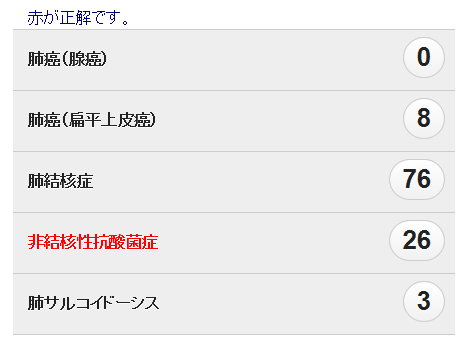 赤が正解です。
肺癌(腺癌)
0
肺癌(扁平上皮癌)
8
肺結核症
76
非結核性抗酸菌症
26
肺サルコイドーシス
3